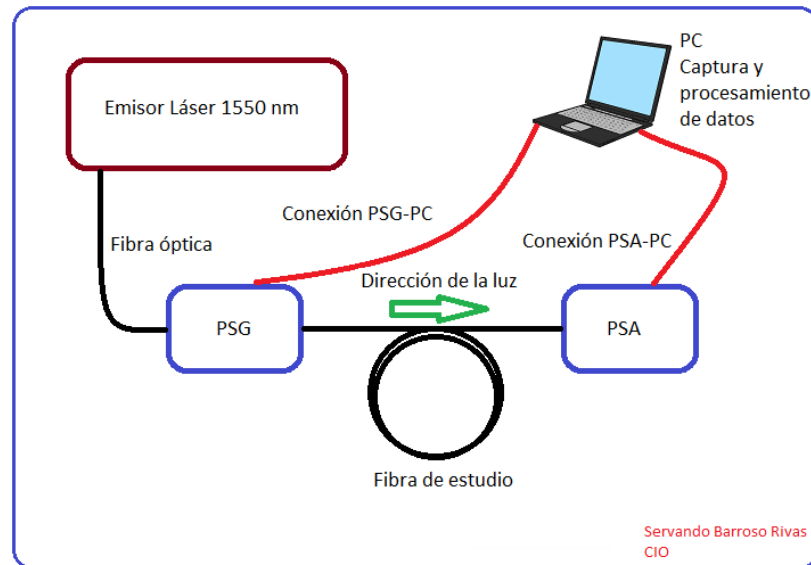 PC
Captura y
procesamiento
de datos
Emisor Láser 1550 nm
Conexión PSG-PC
Fibra óptica
Conexión PSA-PC
Dirección de la luz
PSG
PSA
Fibra de estudio
Servando Barroso Rivas
CIO